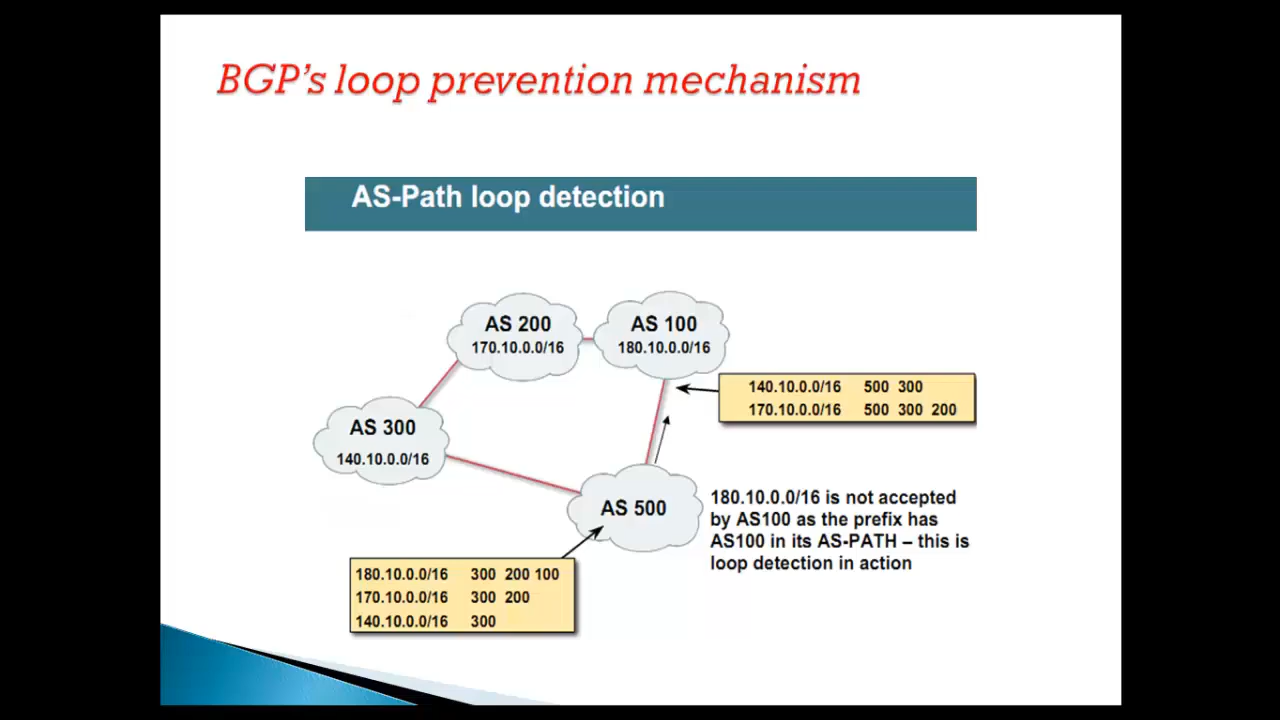 BGP's loop prevention mechanism
AS-Path loop detection
AS 200
170.10.0.0/16
AS 100
180.10.0.0/16
140.10.0.0/16 500 300
170.10.0.0/16 500 300 200
AS 300
140.10.0.0/16
AS 500
180.10.0.0/16 is not accepted
by AS100 as the prefix has
AS100 in its AS-PATH – this is
loop detection in action
180.10.0.0/16 300 200 100
170.10.0.0/16 300 200
140.10.0.0/16 300